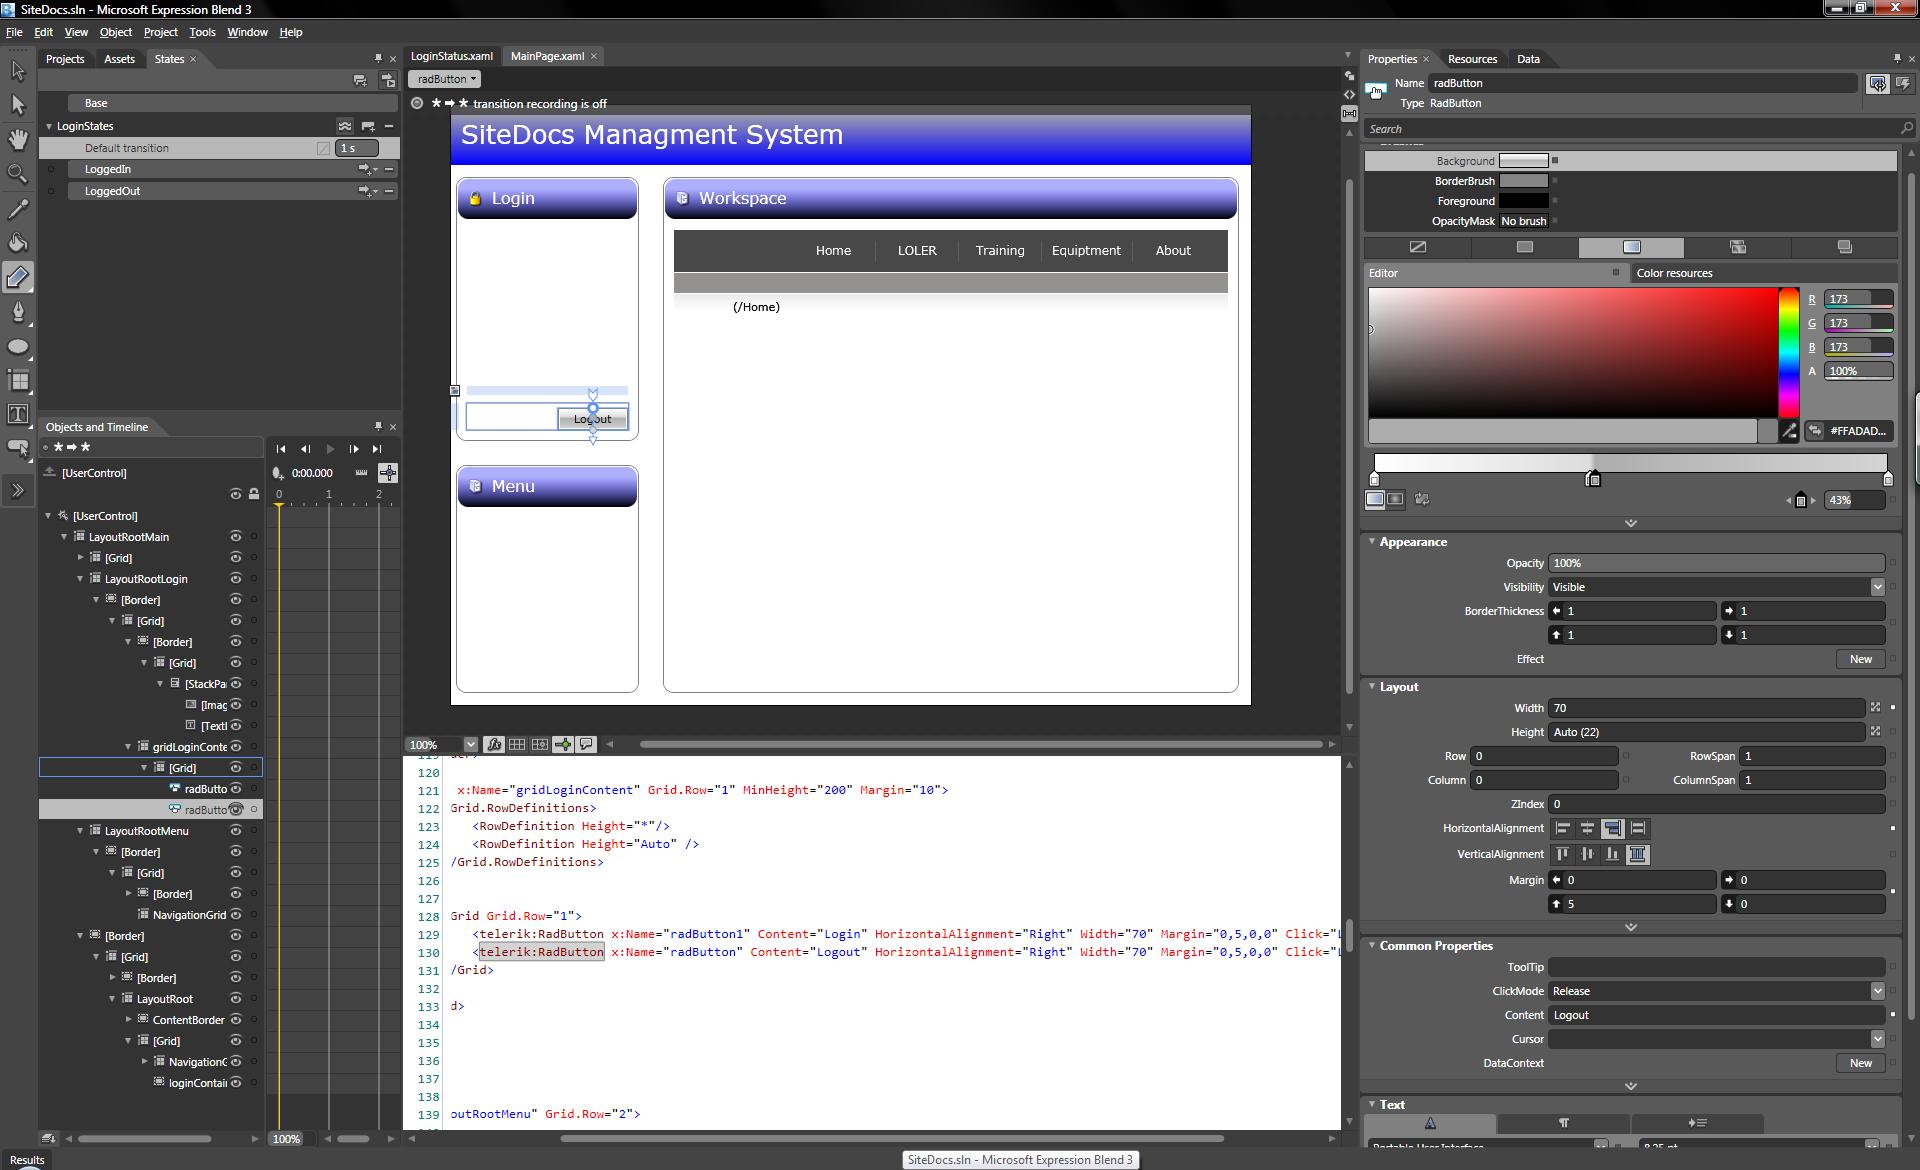 SiteDocs.sln - Microsoft Expression Blend 3
File Edit View Object Project Tools Window Help
Projects Assets States
Base
LoginStates
Default transition 1 s
LoggedIn
LoggedOut
Objects and Timeline
[UserControl]
0:00.000
0 1 2
[UserControl]
LayoutRootMain
[Grid]
LayoutRootLogin
[Border]
[Grid]
[Border]
[Grid]
[StackPa
[Imag
[Textl
gridLoginConte
[Grid]
radButto
radButto
LayoutRootMenu
[Border]
[Grid]
[Border]
NavigationGrid
[Border]
[Grid]
[Border]
LayoutRoot
ContentBorder
[Grid]
NavigationG
loginContai
100%
Results
LoginStatus.xaml MainPage.xaml
radButton
transition recording is off
SiteDocs Managment System
Login
Workspace
Home LOLER Training Equiptment About
(/Home)
Logout
Menu
100%
120
121 x:Name="gridLoginContent" Grid.Row="1" MinHeight="200" Margin="10">
122 Grid.RowDefinitions>
123 <RowDefinition Height="*"/>
124 <RowDefinition Height="Auto" />
125 /Grid.RowDefinitions>
126
127
128 Grid Grid.Row="1">
129 <telerik:RadButton x:Name="radButton1" Content="Login" HorizontalAlignment="Right" Width="70" Margin="0,5,0,0" Click="L
130 <telerik:RadButton x:Name="radButton" Content="Logout" HorizontalAlignment="Right" Width="70" Margin="0,5,0,0" Click="L
131 /Grid>
132
133 d>
134
135
136
137
138
139 outRootMenu" Grid.Row="2">
SiteDocs.sln - Microsoft Expression Blend 3
Properties Resources Data
Name radButton
Type RadButton
Search
Background
BorderBrush
Foreground
OpacityMask No brush
Editor Color resources
R 173
G 173
B 173
A 100%
#FFADAD...
43%
Appearance
Opacity 100%
Visibility Visible
BorderThickness 1 1
1 1
Effect New
Layout
Width 70
Height Auto (22)
Row 0 RowSpan 1
Column 0 ColumnSpan 1
ZIndex 0
HorizontalAlignment
VerticalAlignment
Margin 0 0
5 0
Common Properties
ToolTip
ClickMode Release
Content Logout
Cursor
DataContext New
Text
Portable User Interface 8.25 pt